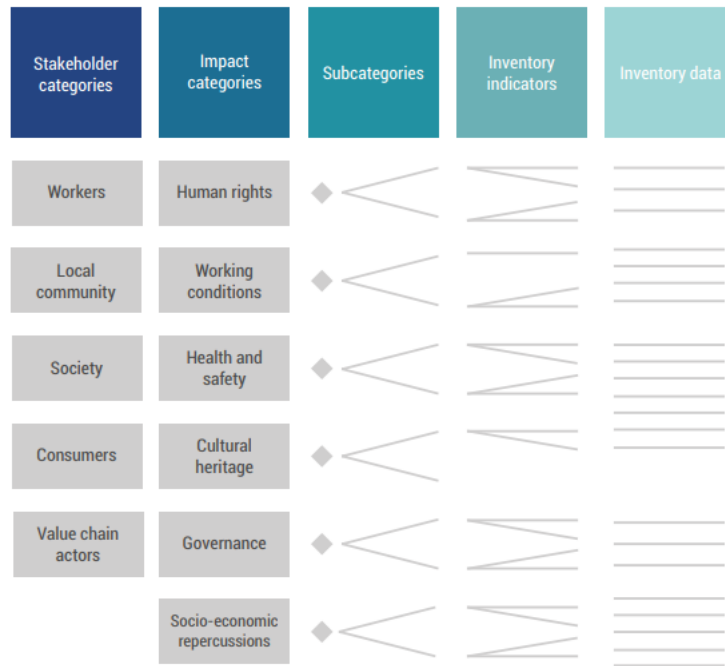 Stakeholder
categories
Impact
categories
Subcategories
Inventory
indicators
Inventory data
Workers
Human rights
Local
community
Working
conditions
Society
Health and
safety
Consumers
Cultural
heritage
Value chain
actors
Governance
Socio-economic
repercussions